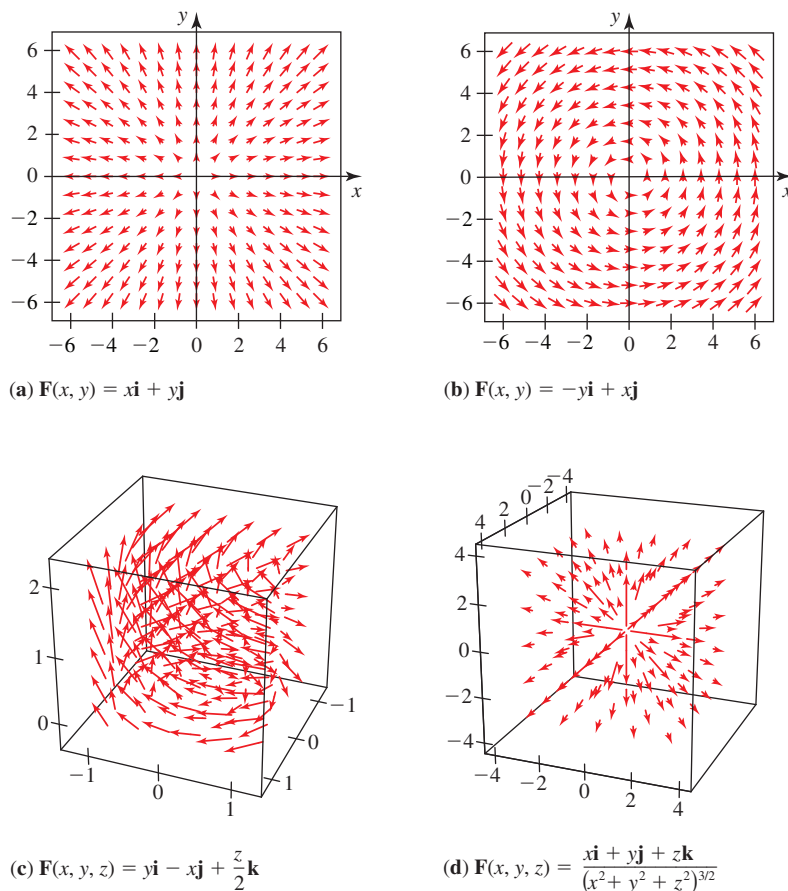 y
y
6
4
2
0
−2
−4
−6
x
−6 −4 −2 0 2 4 6
6
4
2
0
−2
−4
−6
x
−6 −4 −2 0 2 4 6
(a) F(x, y) = xi + yj
(b) F(x, y) = −yi + xj
2
1
0
−1
0
1
−1
0
1
4 2 0 −2 −4
4
2
0
−2
−4
−4 −2 0 2 4
(c) F(x, y, z) = yi − xj + z/2 k
(d) F(x, y, z) = xi + yj + zk / (x² + y² + z²)³/²